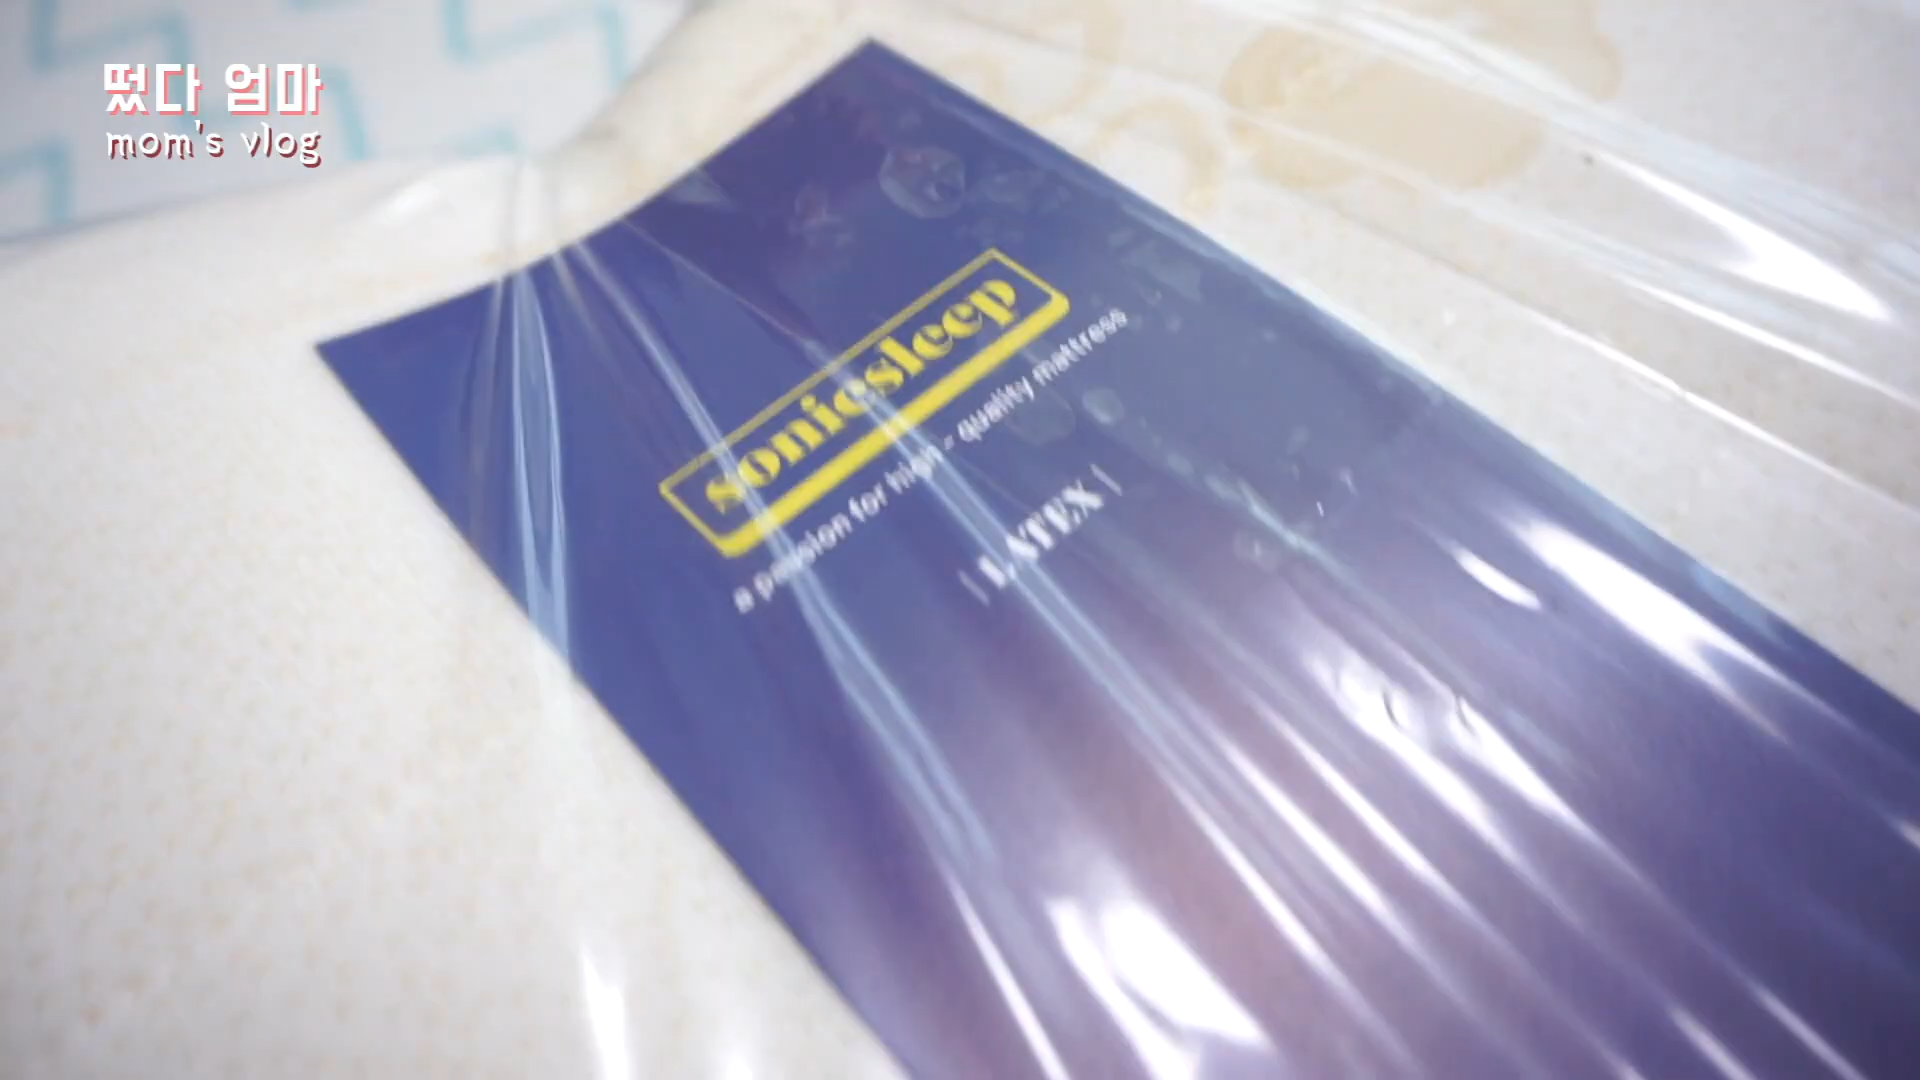 떴다 엄마
mom's vlog
sonicsleep
a passion for high - quality mattress
| LATEX |